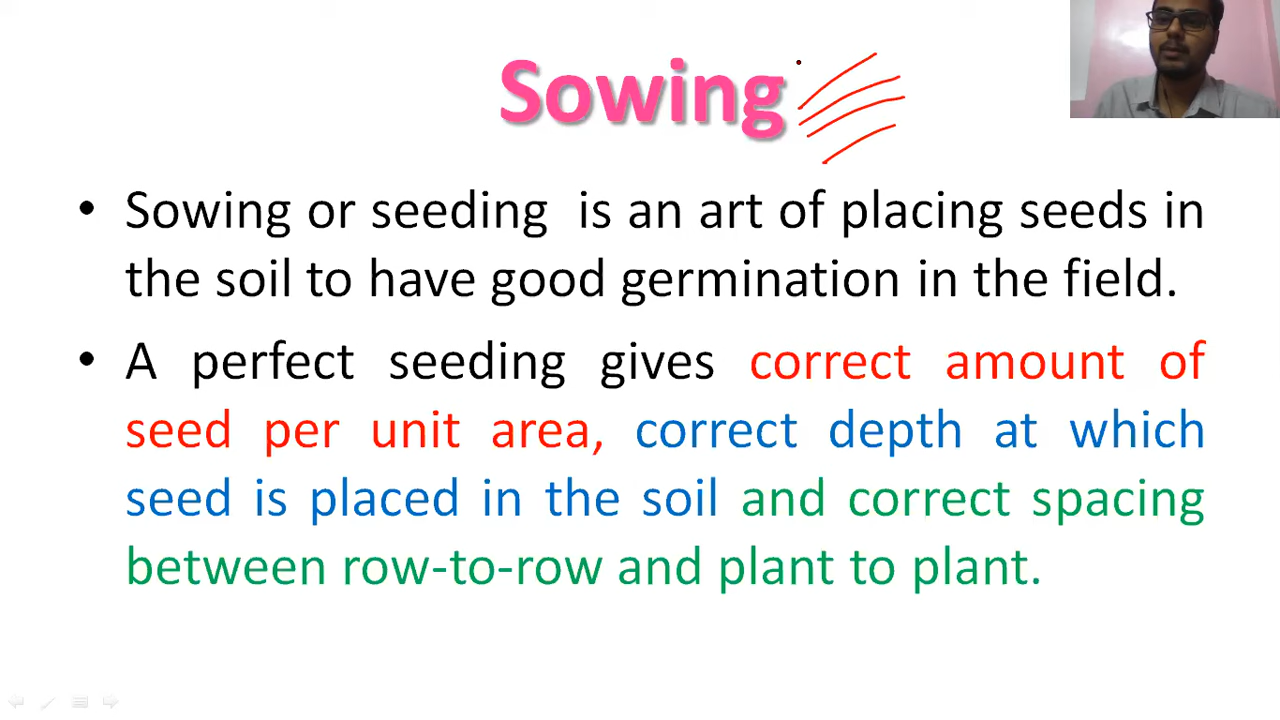 Sowing
• Sowing or seeding is an art of placing seeds in
the soil to have good germination in the field.
• A perfect seeding gives correct amount of
seed per unit area, correct depth at which
seed is placed in the soil and correct spacing
between row-to-row and plant to plant.